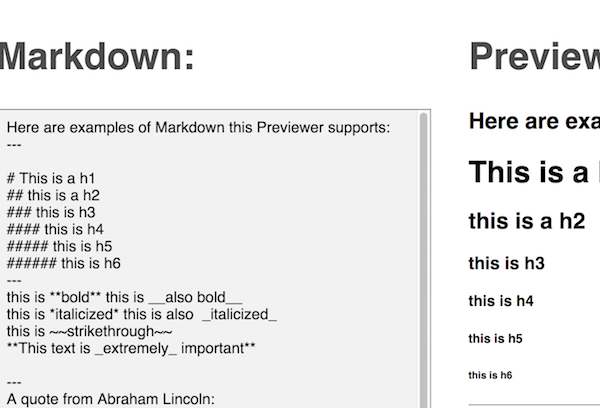 Markdown:
Here are examples of Markdown this Previewer supports:
---
# This is a h1
## this is a h2
### this is h3
#### this is h4
##### this is h5
###### this is h6
---
this is **bold** this is __also bold__
this is *italicized* this is also  _italicized_
this is ~~strikethrough~~
**This text is _extremely_ important**
---
A quote from Abraham Lincoln:
Preview
Here are exa
This is a
this is a h2
this is h3
this is h4
this is h5
this is h6